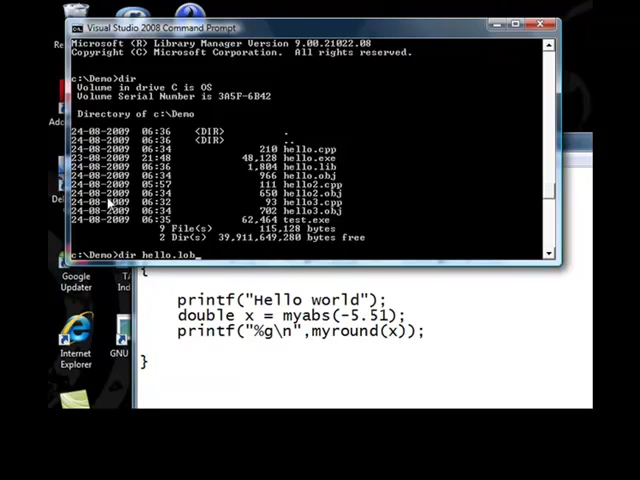 Visual Studio 2008 Command Prompt
Microsoft (R) Library Manager Version 9.00.21022.08
Copyright (C) Microsoft Corporation.  All rights reserved.
c:\Demo>dir
Volume in drive C is OS
Volume Serial Number is 3A5F-6B42
Directory of c:\Demo
24-08-2009  06:36    <DIR>          .
24-08-2009  06:36    <DIR>          ..
24-08-2009  06:34               210 hello.cpp
23-08-2009  21:48            48,128 hello.exe
24-08-2009  06:36             1,804 hello.lib
24-08-2009  06:34               966 hello.obj
24-08-2009  05:57               111 hello2.cpp
24-08-2009  06:34               650 hello2.obj
24-08-2009  06:32                93 hello3.cpp
24-08-2009  06:34               702 hello3.obj
24-08-2009  06:35            62,464 test.exe
9 File(s)        115,128 bytes
2 Dir(s)  39,911,649,280 bytes free
c:\Demo>dir hello.lob_
{
printf("Hello world");
double x = myabs(-5.51);
printf("%g\n",myround(x));
}
Google
Updater
Internet
Explorer
GNU